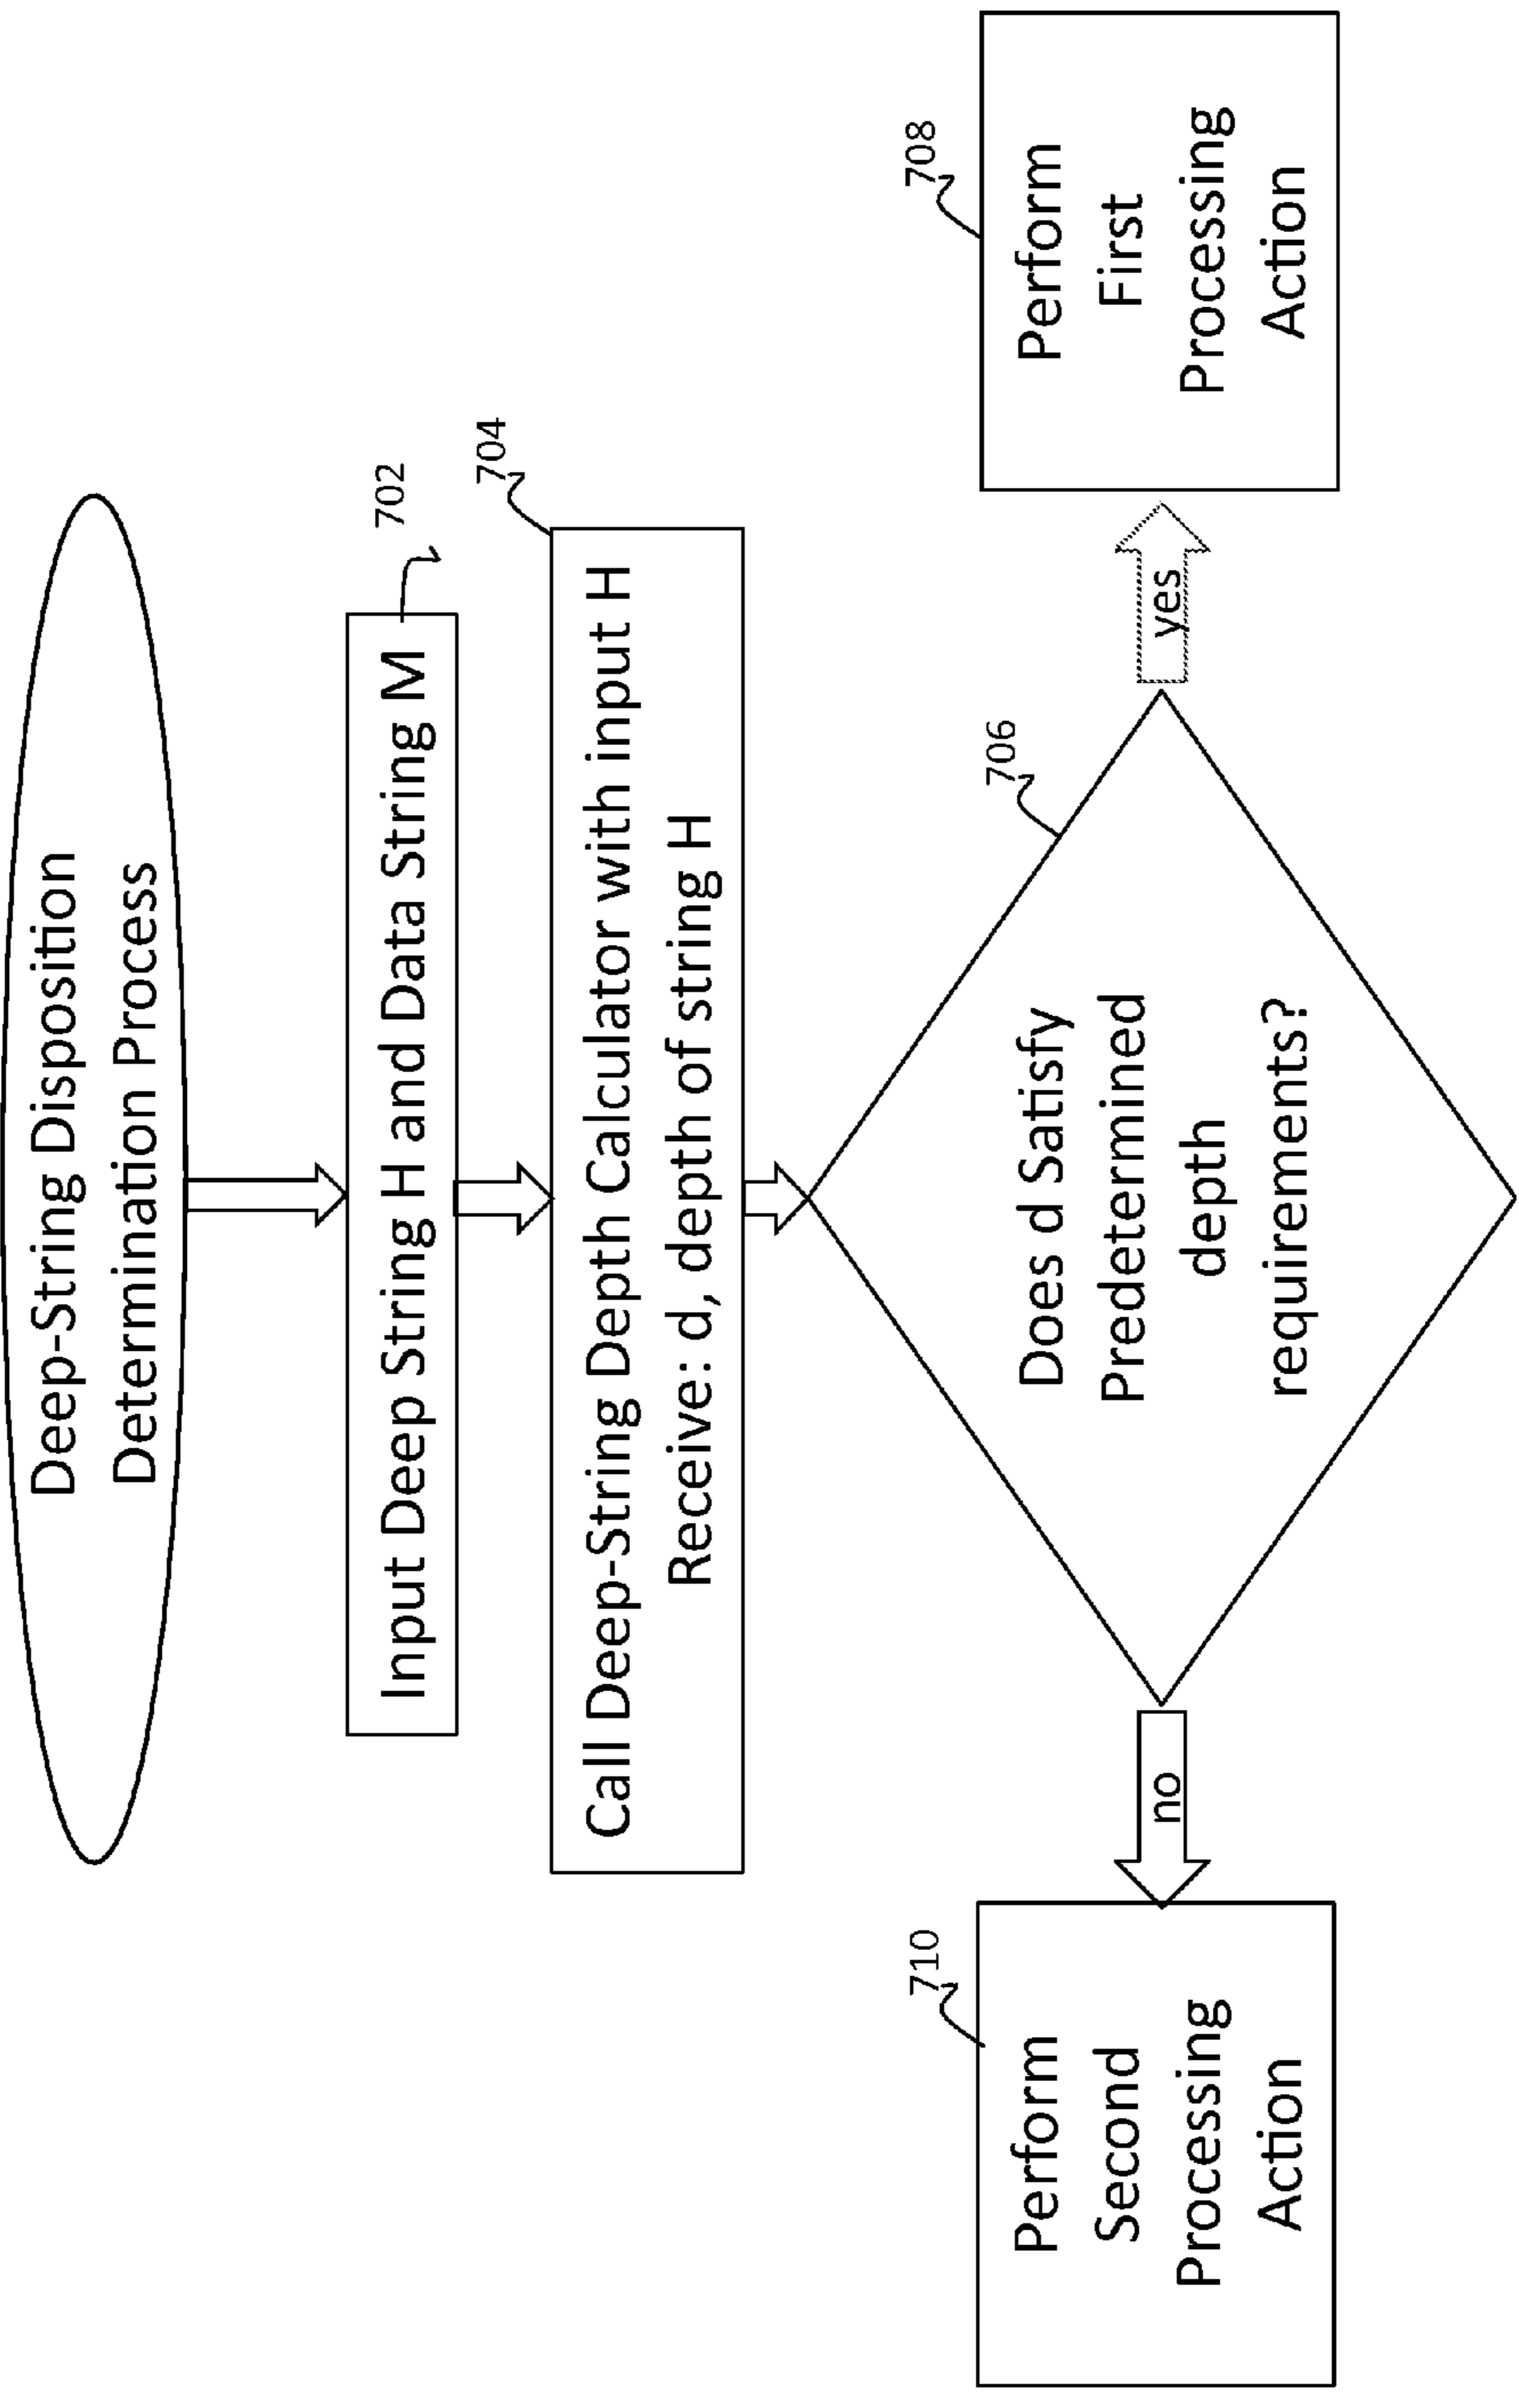 Deep-String Disposition
Determination Process
702
Input Deep String H and Data String M
704
Call Deep-String Depth Calculator with input H
Receive: d, depth of string H
706
Does d Satisfy
Predetermined
depth
requirements?
no
yes
710
Perform
Second
Processing
Action
708
Perform
First
Processing
Action